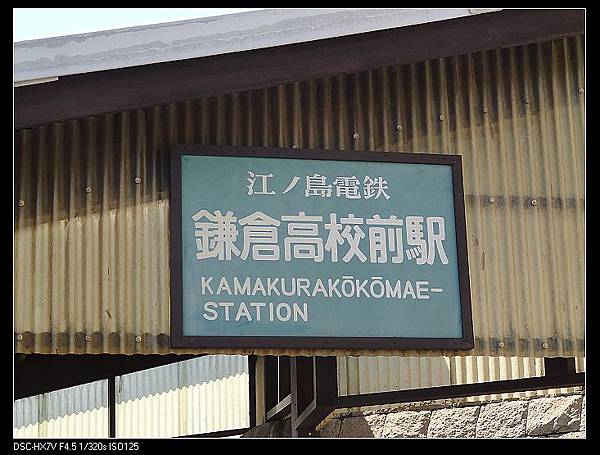 江ノ島電鉄
鎌倉高校前駅
KAMAKURAKŌKŌMAE-
STATION
DSC-HX7V F4.5 1/320s ISO125